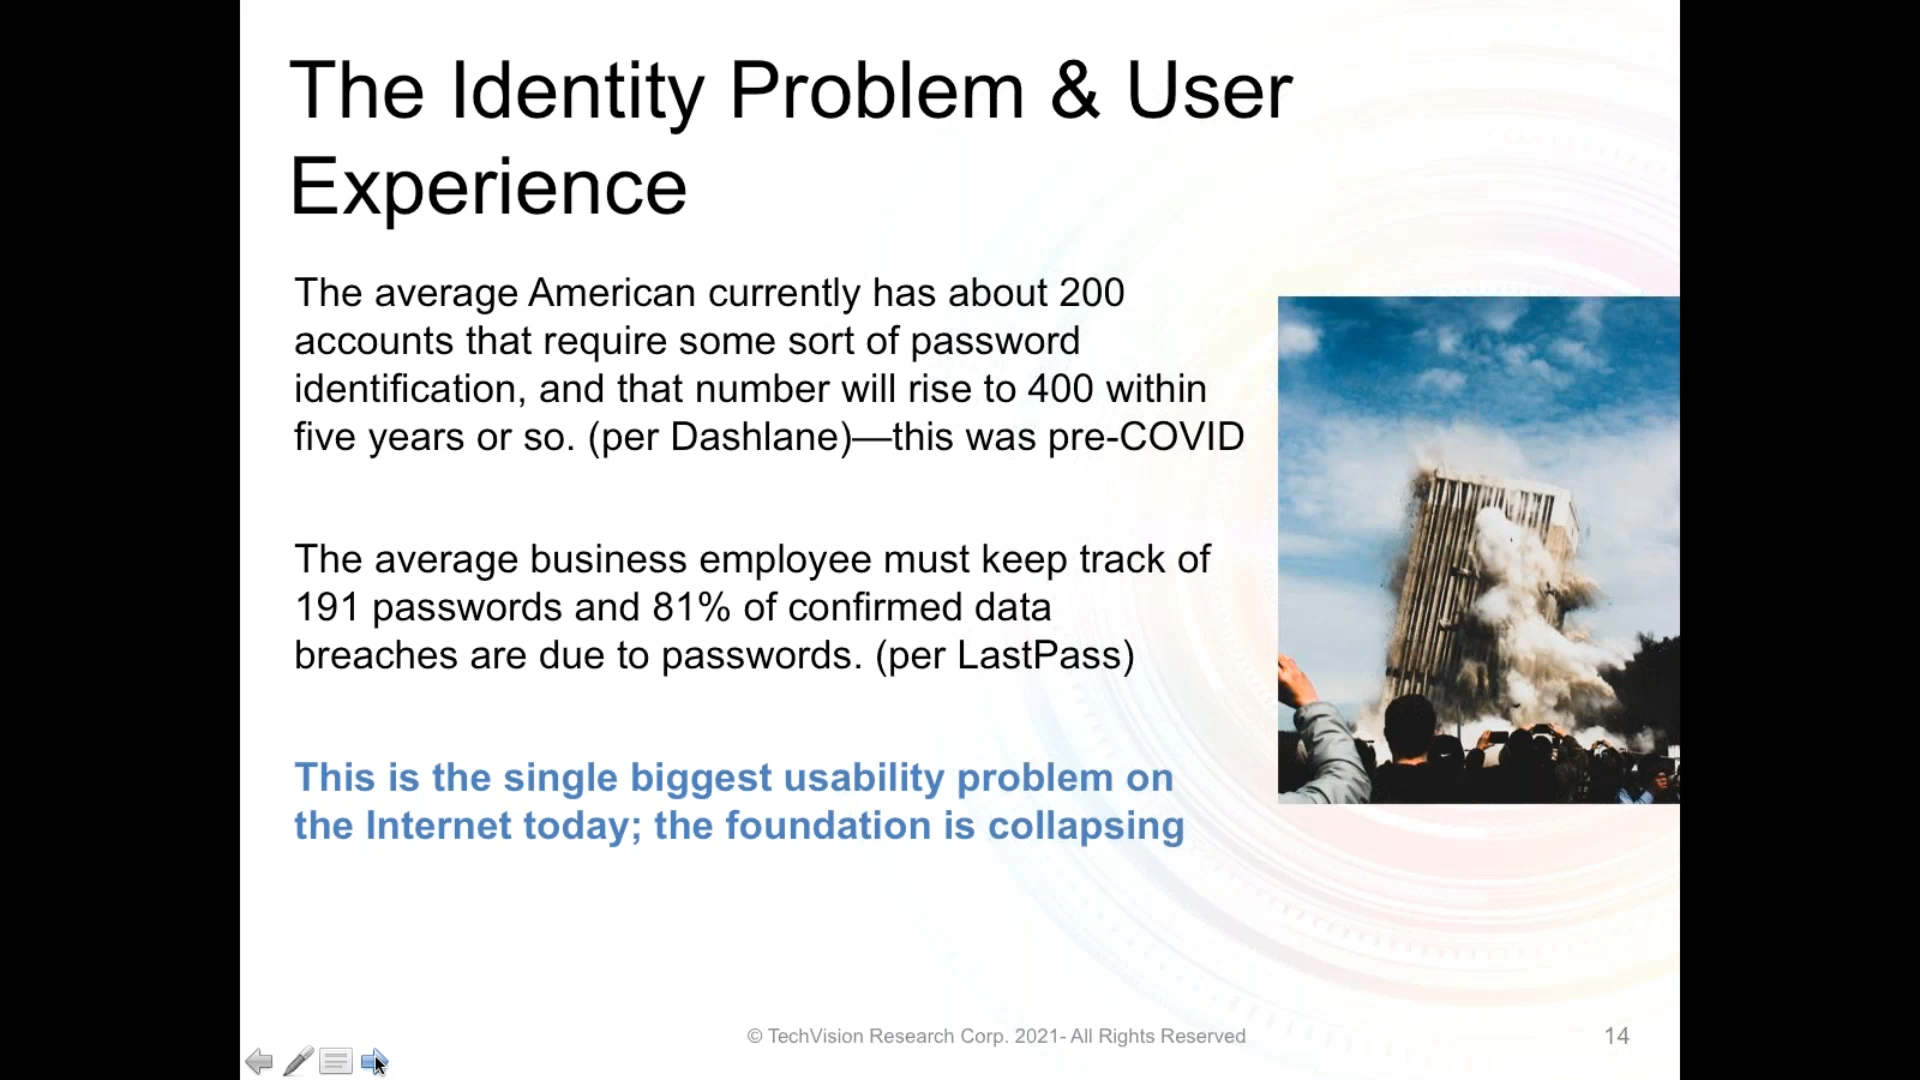 The Identity Problem & User
Experience
The average American currently has about 200
accounts that require some sort of password
identification, and that number will rise to 400 within
five years or so. (per Dashlane)—this was pre-COVID
The average business employee must keep track of
191 passwords and 81% of confirmed data
breaches are due to passwords. (per LastPass)
This is the single biggest usability problem on
the Internet today; the foundation is collapsing
© TechVision Research Corp. 2021- All Rights Reserved
14